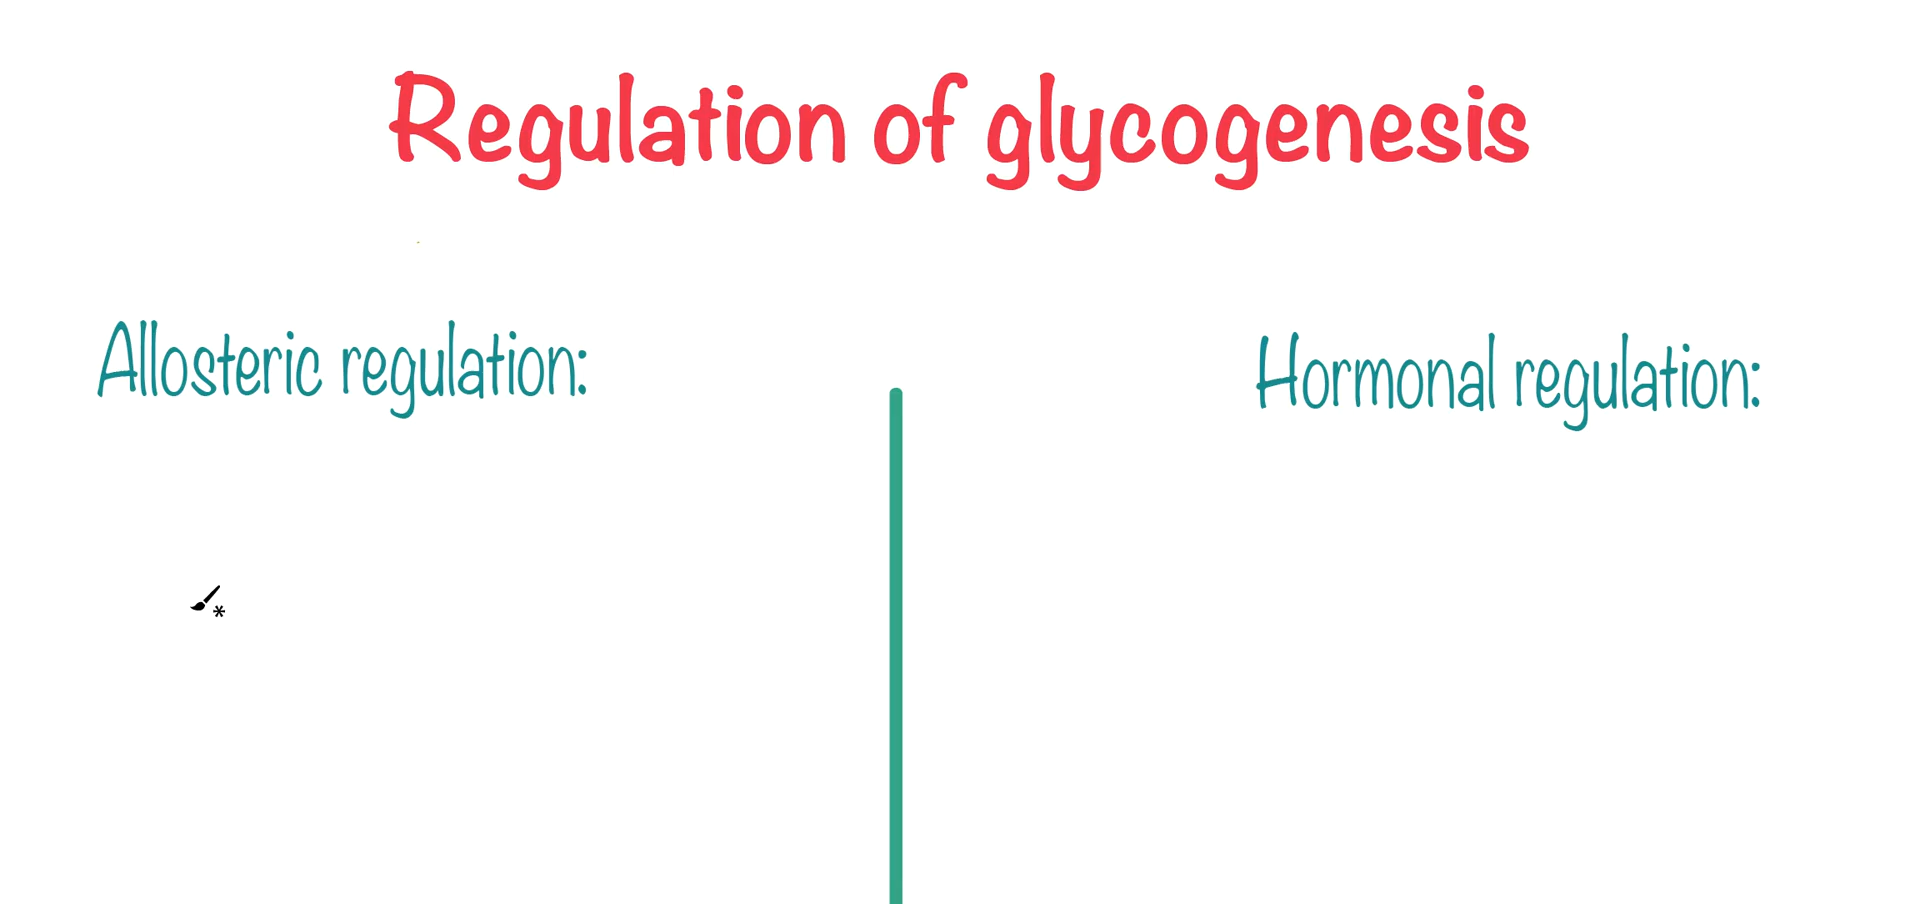 Regulation of glycogenesis
Allosteric regulation:
Hormonal regulation: